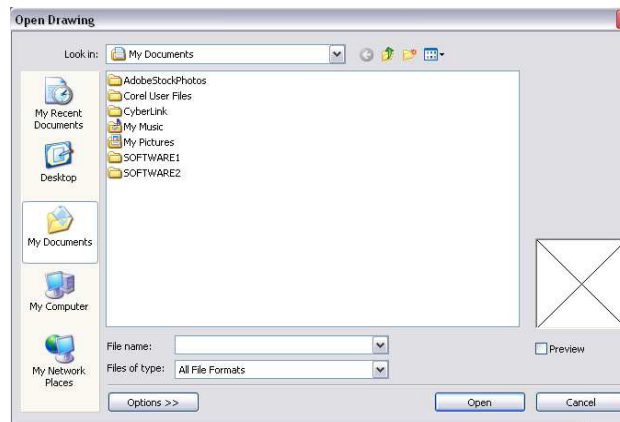 Open Drawing
Look in: My Documents
AdobeStockPhotos
Corel User Files
CyberLink
My Music
My Pictures
SOFTWARE1
SOFTWARE2
My Recent
Documents
Desktop
My Documents
My Computer
My Network
Places
File name:
Files of type: All File Formats
Preview
Options >>
Open
Cancel